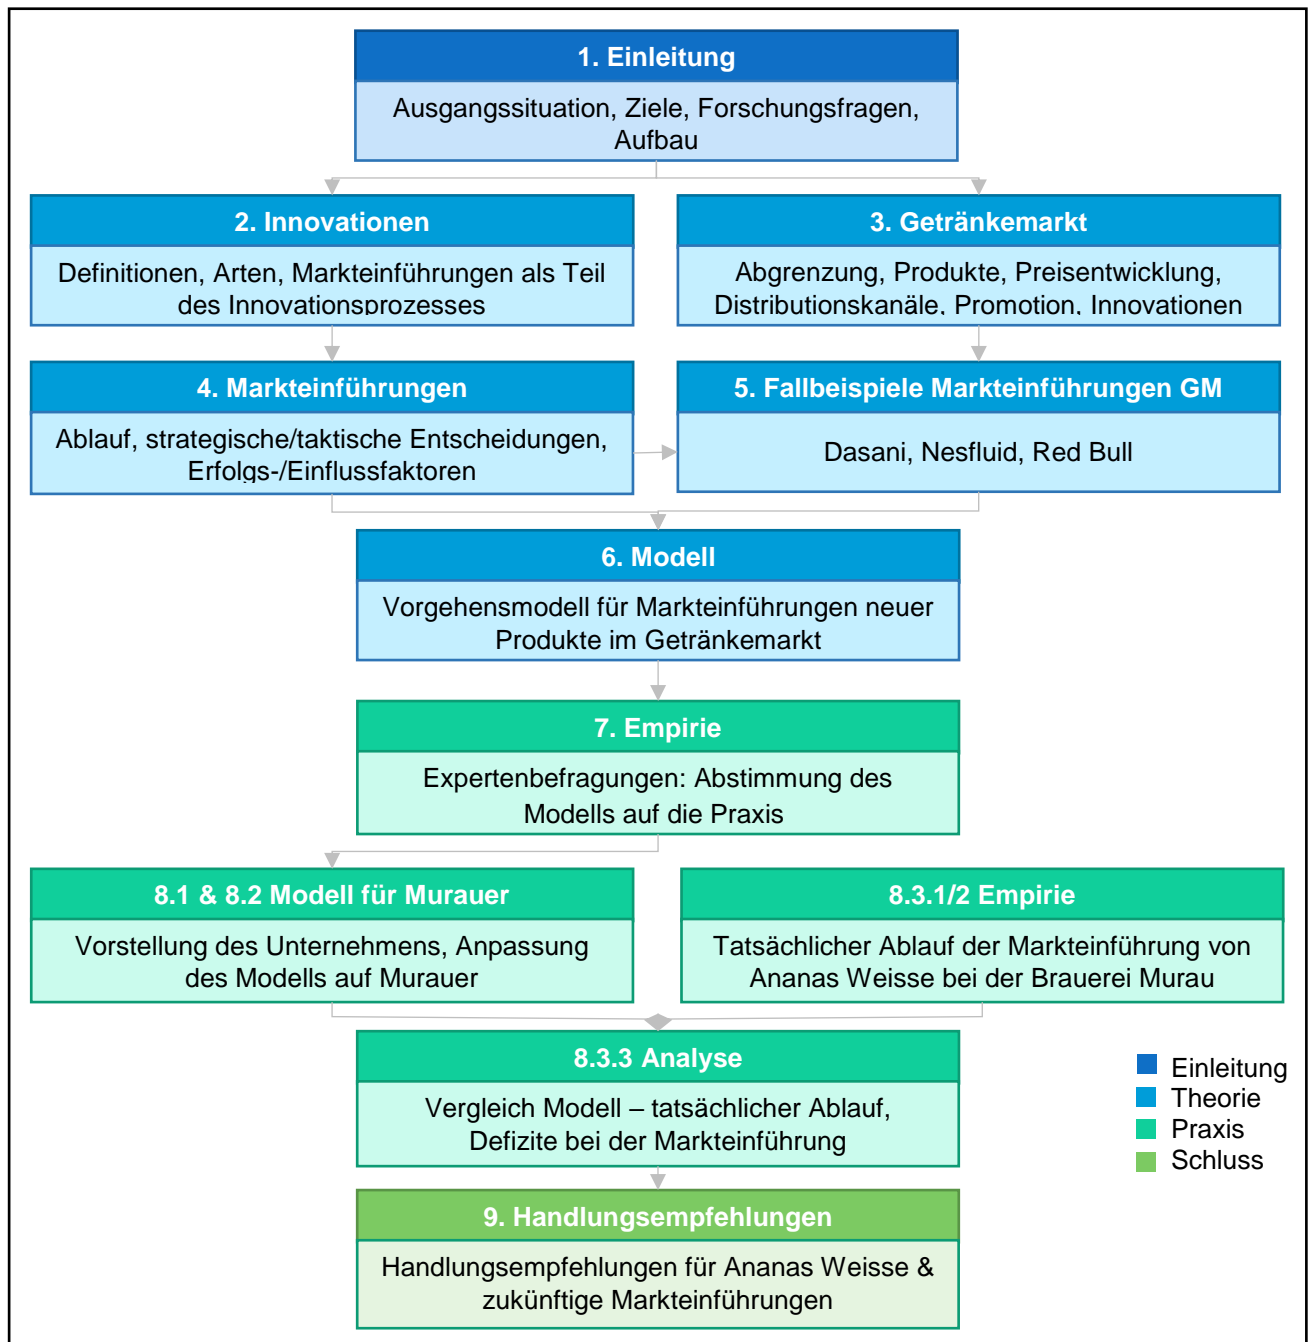 1. Einleitung
Ausgangssituation, Ziele, Forschungsfragen,
Aufbau
2. Innovationen
Definitionen, Arten, Markteinführungen als Teil
des Innovationsprozesses
3. Getränkemarkt
Abgrenzung, Produkte, Preisentwicklung,
Distributionskanäle, Promotion, Innovationen
4. Markteinführungen
Ablauf, strategische/taktische Entscheidungen,
Erfolgs-/Einflussfaktoren
5. Fallbeispiele Markteinführungen GM
Dasani, Nesfluid, Red Bull
6. Modell
Vorgehensmodell für Markteinführungen neuer
Produkte im Getränkemarkt
7. Empirie
Expertenbefragungen: Abstimmung des
Modells auf die Praxis
8.1 & 8.2 Modell für Murauer
Vorstellung des Unternehmens, Anpassung
des Modells auf Murauer
8.3.1/2 Empirie
Tatsächlicher Ablauf der Markteinführung von
Ananas Weisse bei der Brauerei Murau
8.3.3 Analyse
Vergleich Modell – tatsächlicher Ablauf,
Defizite bei der Markteinführung
Einleitung
Theorie
Praxis
Schluss
9. Handlungsempfehlungen
Handlungsempfehlungen für Ananas Weisse &
zukünftige Markteinführungen